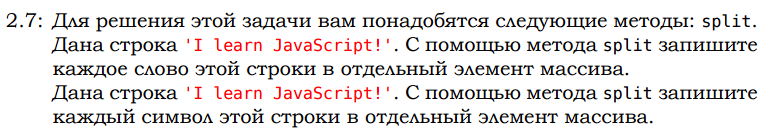 2.7: Для решения этой задачи вам понадобятся следующие методы: split.
Дана строка 'I learn JavaScript!'. С помощью метода split запишите
каждое слово этой строки в отдельный элемент массива.
Дана строка 'I learn JavaScript!'. С помощью метода split запишите
каждый символ этой строки в отдельный элемент массива.